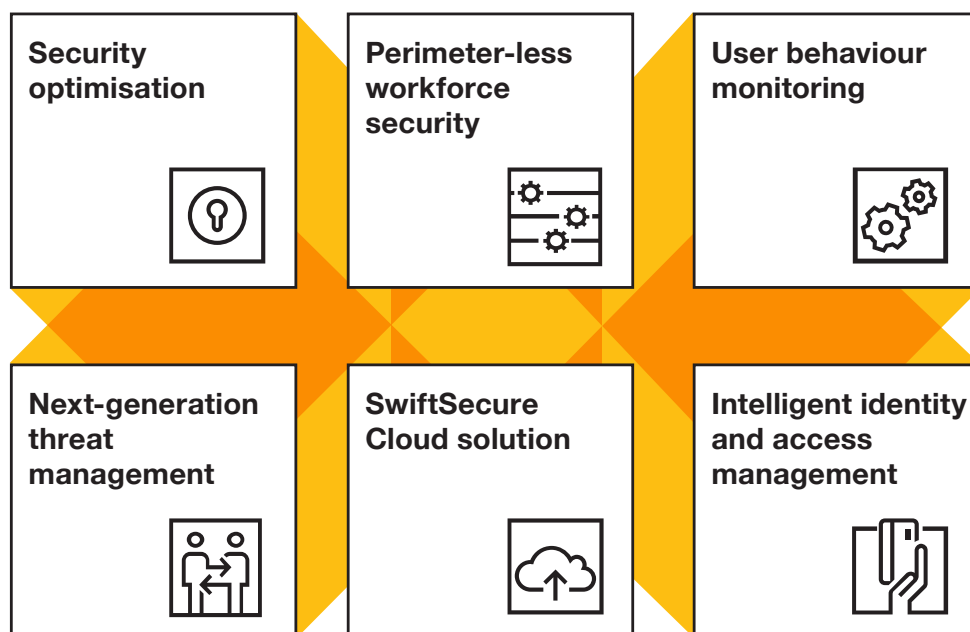 Security
optimisation
Perimeter-less
workforce
security
User behaviour
monitoring
Next-generation
threat
management
SwiftSecure
Cloud solution
Intelligent identity
and access
management